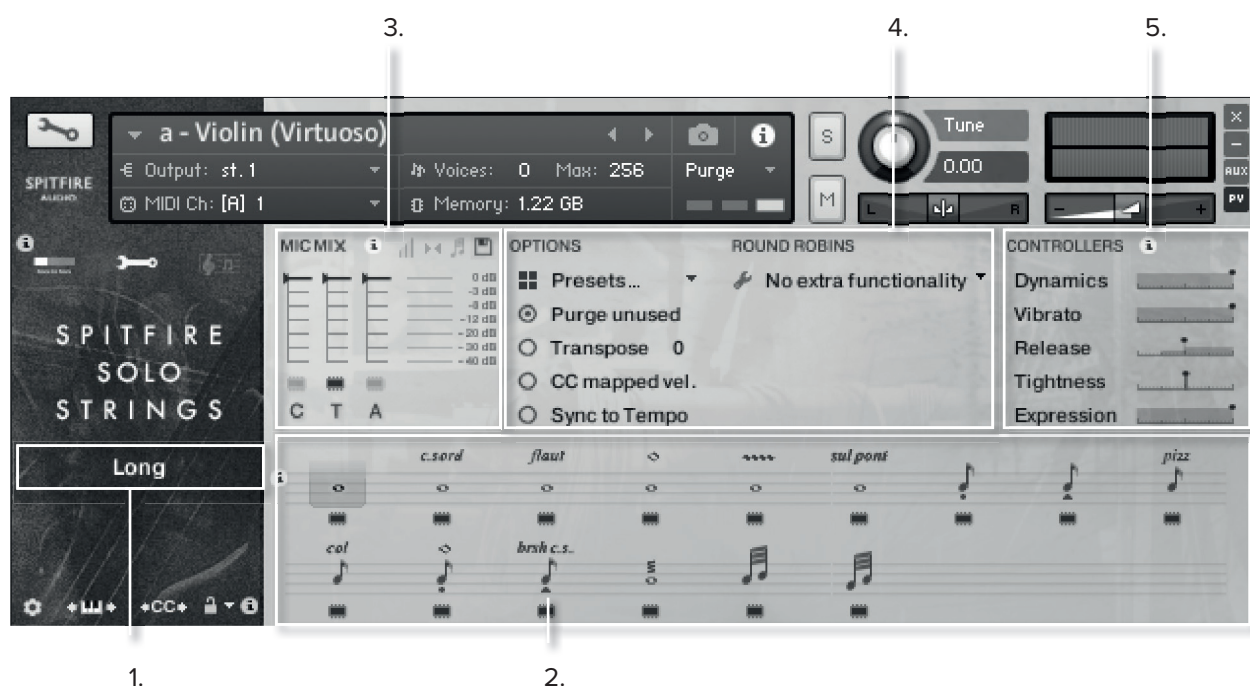 3.
4.
5.
a - Violin (Virtuoso)
Output: st. 1
Voices: 0 Max: 256
Purge
MIDI Ch: [A] 1
Memory: 1.22 GB
S
M
Tune
0.00
L
R
-
+
×
-
AUX
PV
SPITFIRE
AUDIO
MIC MIX
0 dB
-3 dB
-12 dB
-20 dB
-30 dB
-40 dB
C T A
OPTIONS
Presets...
Purge unused
Transpose 0
CC mapped vel.
Sync to Tempo
ROUND ROBINS
No extra functionality
CONTROLLERS
Dynamics
Vibrato
Release
Tightness
Expression
SPITFIRE
SOLO
STRINGS
Long
CC
c.sord flaut sul pont pizz
col brsh c.s..
1.
2.